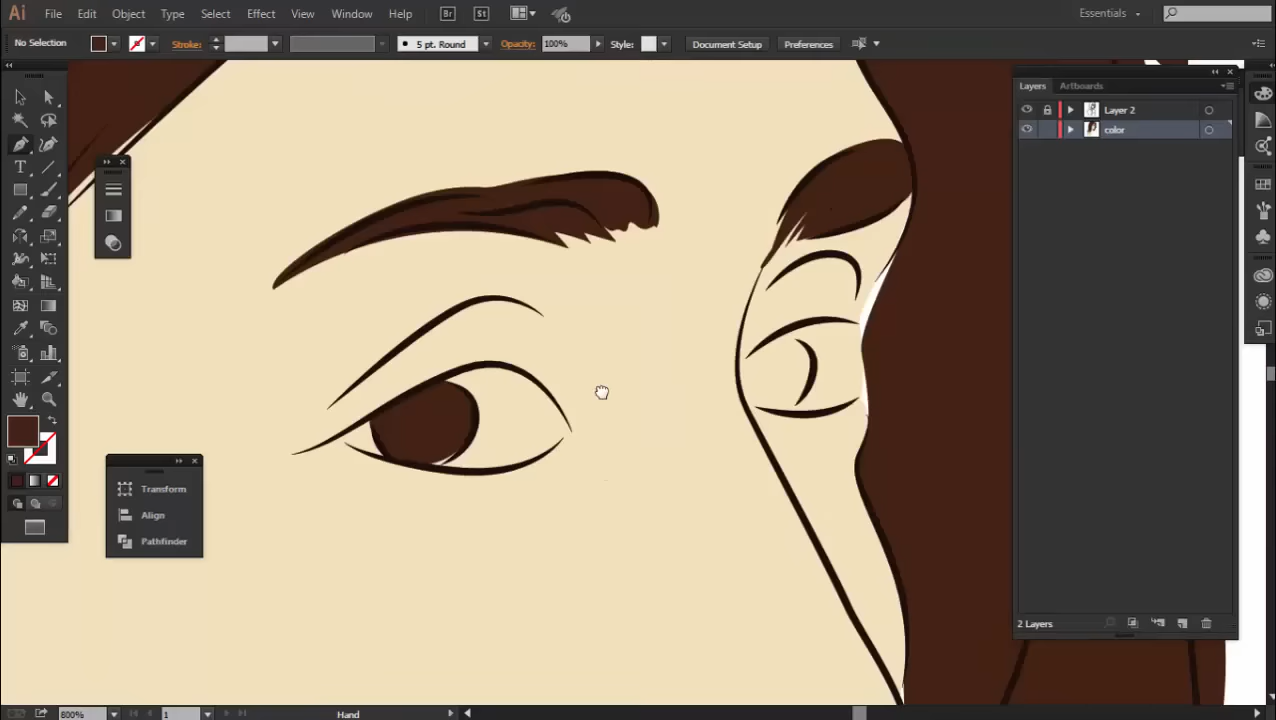 Ai File Edit Object Type Select Effect View Window Help Br St Essentials
No Selection Stroke: 5 pt. Round Opacity: 100% Style: Document Setup Preferences
Layers Artboards
Layer 2
color
Transform
Align
Pathfinder
2 Layers
800% 1 Hand